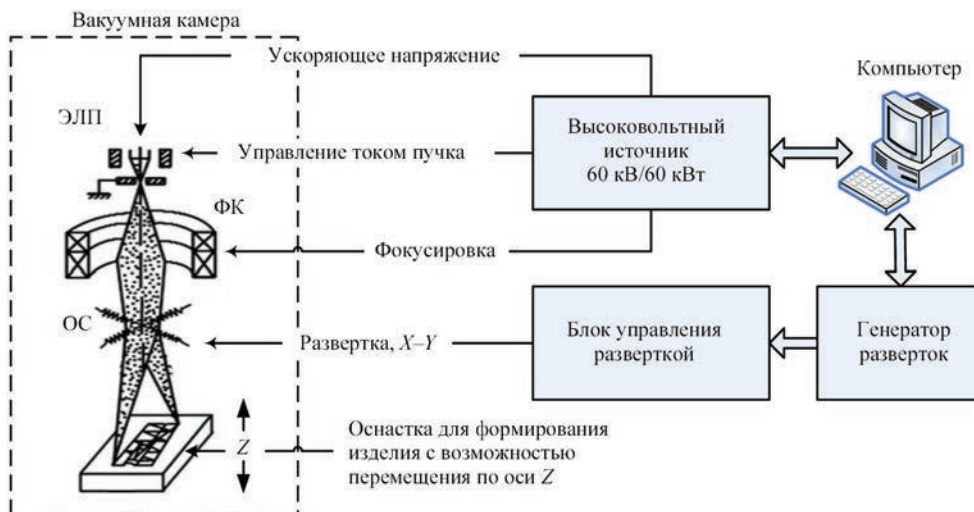 Вакуумная камера
Ускоряющее напряжение
Компьютер
ЭЛП
Высоковольтный
источник
60 кВ/60 кВт
Управление током пучка
ФК
Фокусировка
ОС
Развертка, X–Y
Блок управления
разверткой
Генератор
разверток
Z
Оснастка для формирования
изделия с возможностью
перемещения по оси Z